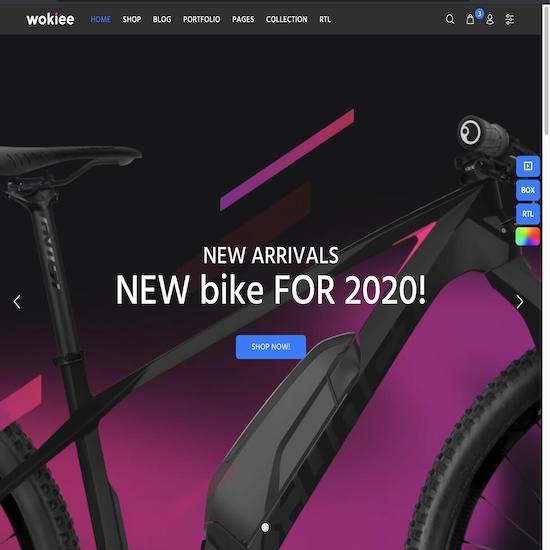 wokiee
HOME SHOP BLOG PORTFOLIO PAGES COLLECTION RTL
3
BOX
RTL
NEW ARRIVALS
NEW bike FOR 2020!
SHOP NOW!